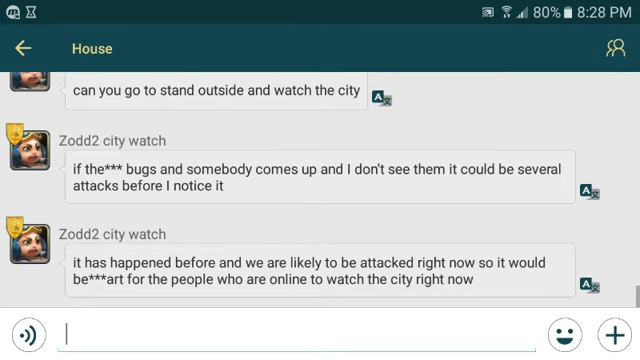 80% 8:28 PM
House
can you go to stand outside and watch the city
Zodd2 city watch
if the*** bugs and somebody comes up and I don't see them it could be several
attacks before I notice it
Zodd2 city watch
it has happened before and we are likely to be attacked right now so it would
be***art for the people who are online to watch the city right now